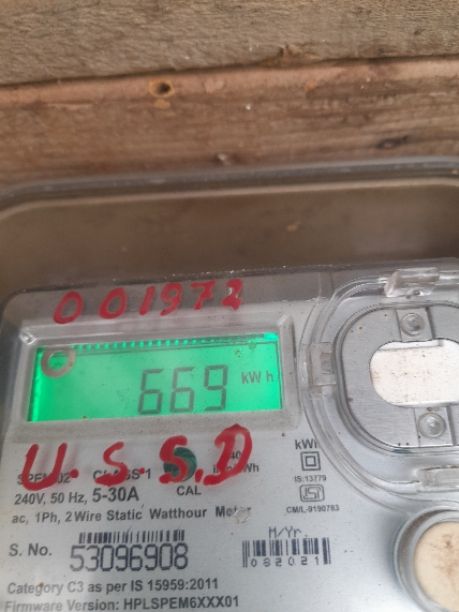 001972
669 kWh
U.S.S.D
kWh
IS:13779
240V, 50 Hz, 5-30A
CAL
CM/L-9190783
ac, 1Ph, 2 Wire Static Watthour Meter
S. No. 53096908
M/Yr.
082021
Category C3 as per IS 15959:2011
Firmware Version: HPLSPEM6XXX01